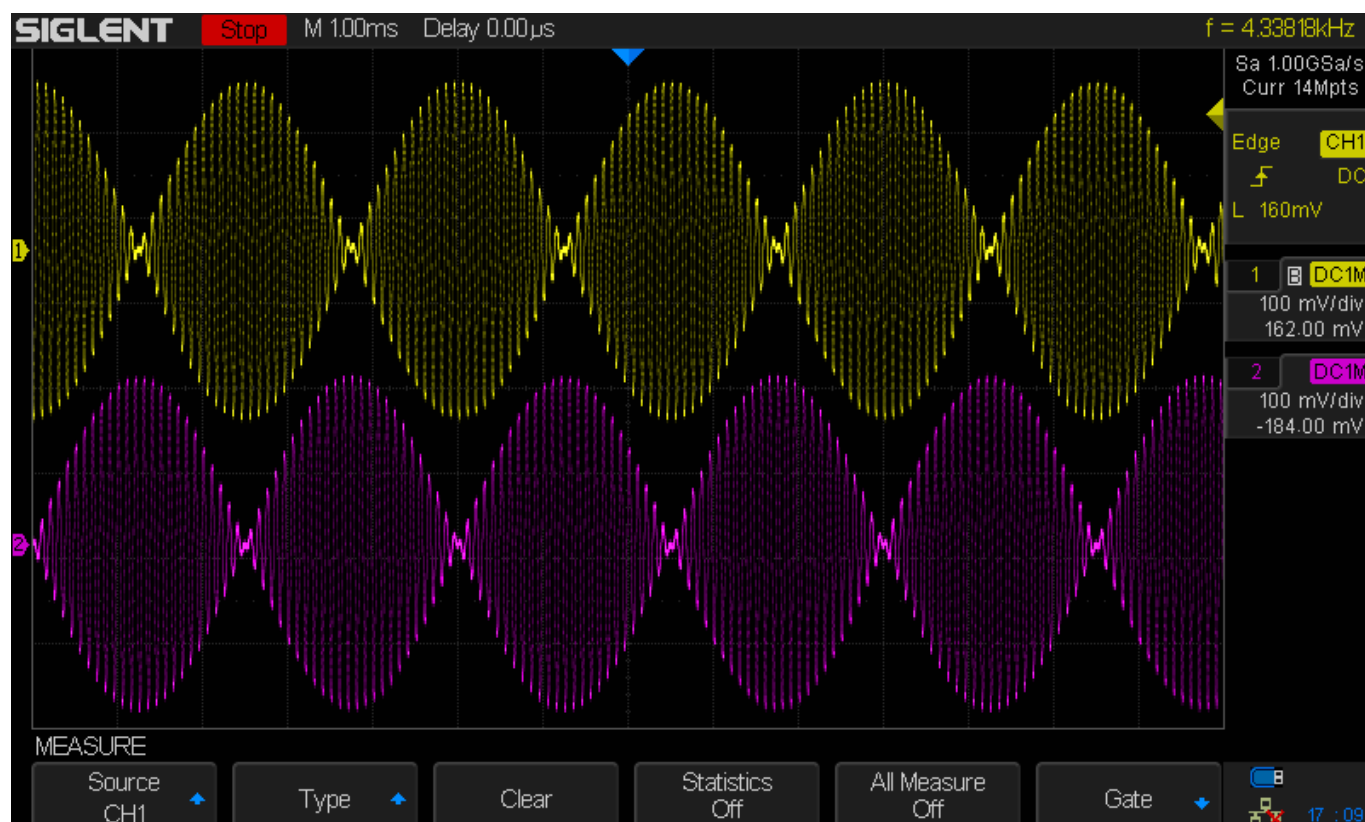 SIGLENT Stop M 1.00ms Delay 0.00µs f = 4.33818kHz
Sa 1.00GSa/s
Curr 14Mpts
Edge CH1
DC
L 160mV
1 B DC1M
100 mV/div
162.00 mV
2 DC1M
100 mV/div
-184.00 mV
1
2
MEASURE
Source
CH1
Type
Clear
Statistics
Off
All Measure
Off
Gate
17 : 09